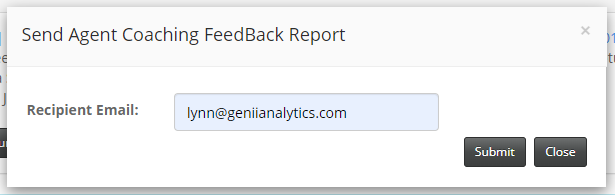 Send Agent Coaching FeedBack Report
×
Recipient Email:
lynn@geniianalytics.com
Submit
Close